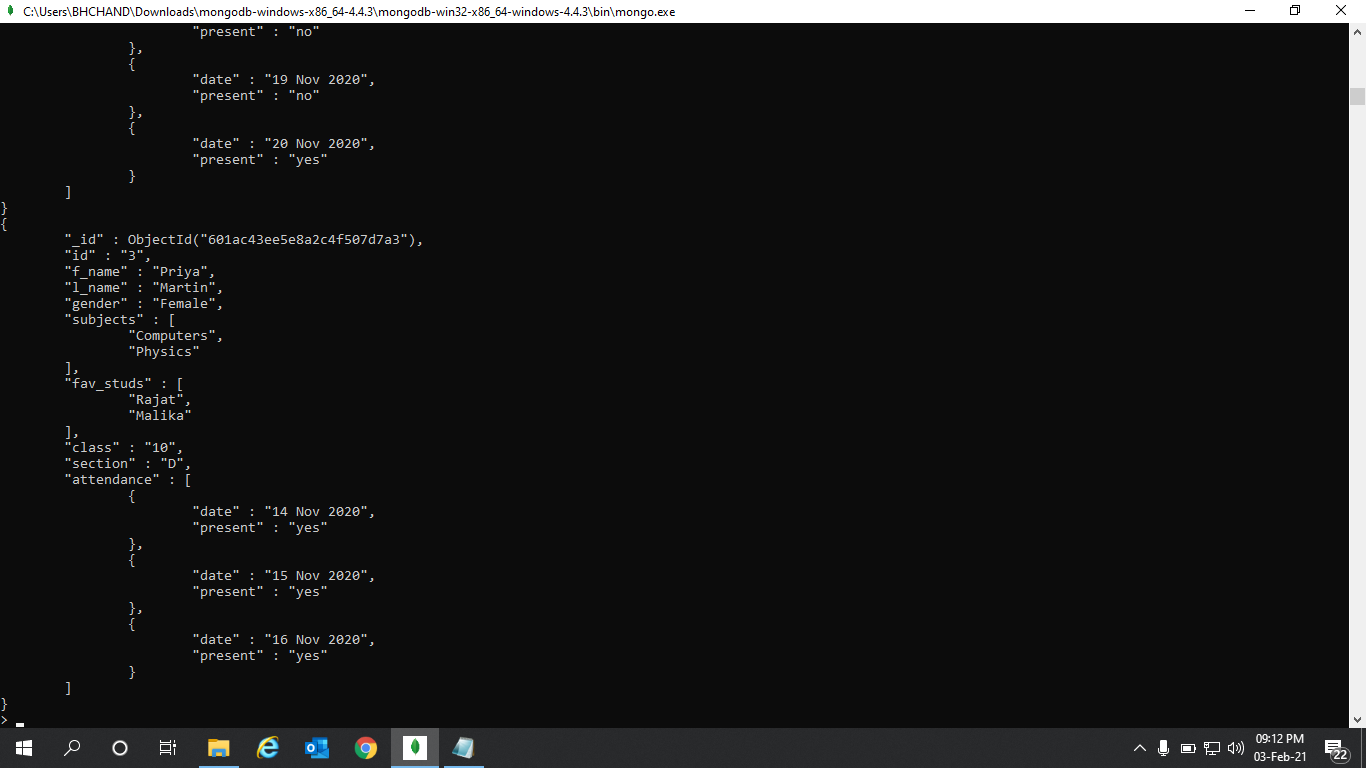 C:\Users\BHCHAND\Downloads\mongodb-windows-x86_64-4.4.3\mongodb-win32-x86_64-windows-4.4.3\bin\mongo.exe
"present" : "no"
},
{
"date" : "19 Nov 2020",
"present" : "no"
},
{
"date" : "20 Nov 2020",
"present" : "yes"
}
]
}
{
"_id" : ObjectId("601ac43ee5e8a2c4f507d7a3"),
"id" : "3",
"f_name" : "Priya",
"l_name" : "Martin",
"gender" : "Female",
"subjects" : [
"Computers",
"Physics"
],
"fav_studs" : [
"Rajat",
"Malika"
],
"class" : "10",
"section" : "D",
"attendance" : [
{
"date" : "14 Nov 2020",
"present" : "yes"
},
{
"date" : "15 Nov 2020",
"present" : "yes"
},
{
"date" : "16 Nov 2020",
"present" : "yes"
}
]
}
>
09:12 PM
03-Feb-21
22